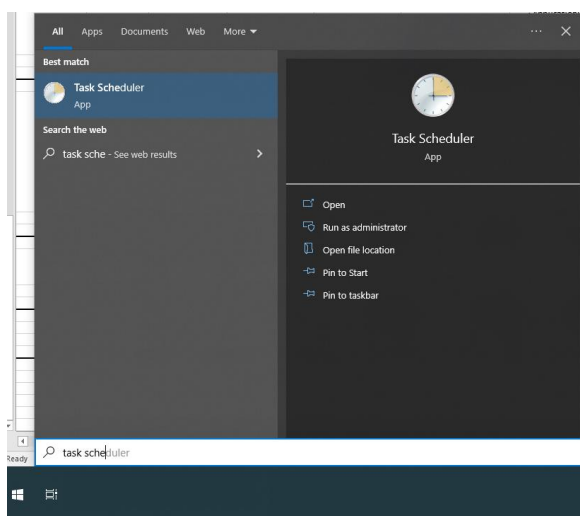 All Apps Documents Web More
Best match
Task Scheduler
App
Search the web
task sche - See web results
Task Scheduler
App
Open
Run as administrator
Open file location
Pin to Start
Pin to taskbar
Ready
task scheduler